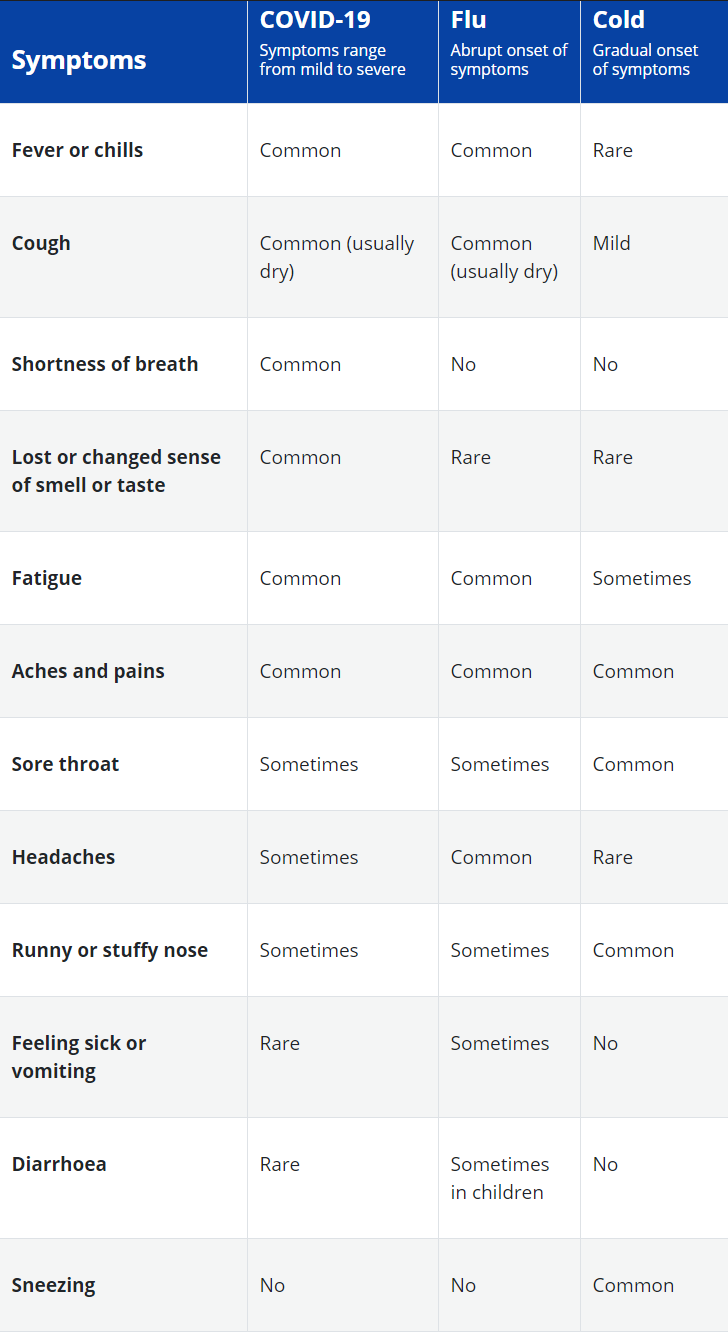 Symptoms
COVID-19
Symptoms range
from mild to severe
Flu
Abrupt onset of
symptoms
Cold
Gradual onset
of symptoms
Fever or chills
Common
Common
Rare
Cough
Common (usually
dry)
Common
(usually dry)
Mild
Shortness of breath
Common
No
No
Lost or changed sense
of smell or taste
Common
Rare
Rare
Fatigue
Common
Common
Sometimes
Aches and pains
Common
Common
Common
Sore throat
Sometimes
Sometimes
Common
Headaches
Sometimes
Common
Rare
Runny or stuffy nose
Sometimes
Sometimes
Common
Feeling sick or
vomiting
Rare
Sometimes
No
Diarrhoea
Rare
Sometimes
in children
No
Sneezing
No
No
Common